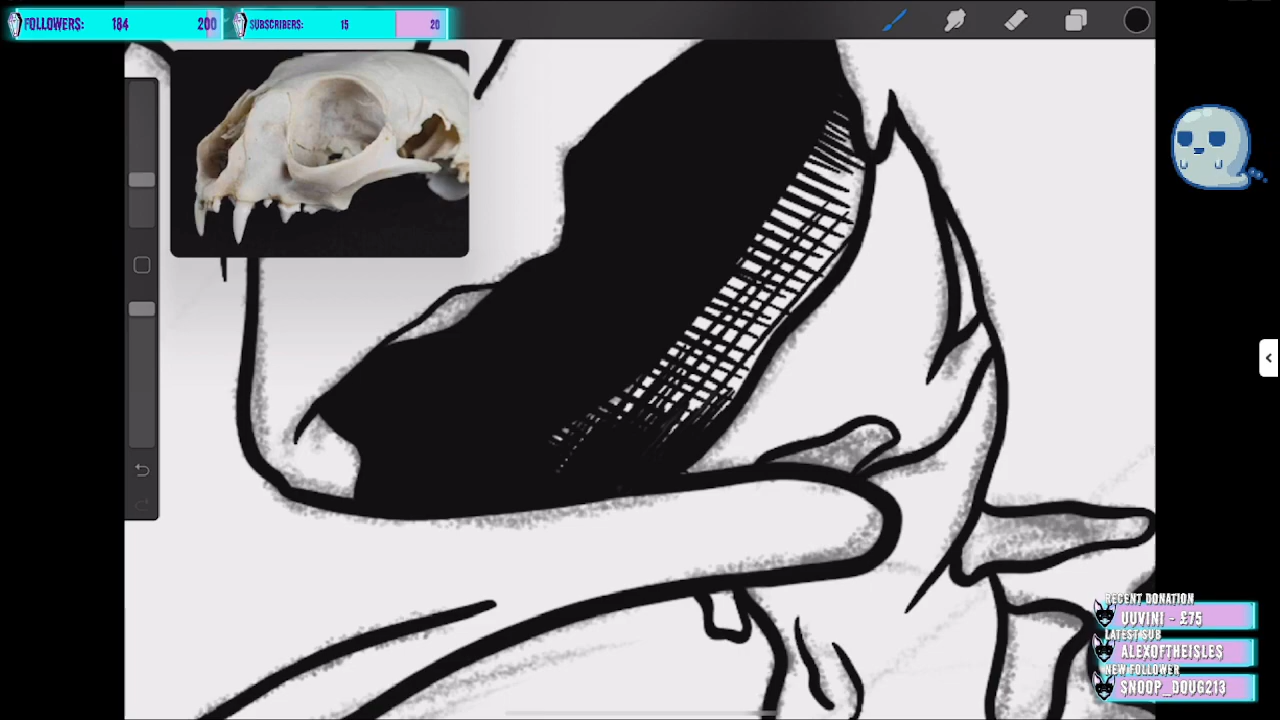 FOLLOWERS: 184 200
SUBSCRIBERS: 15 20
RECENT DONATION
UUVINI - £75
LATEST SUB
ALEXOFTHEISLES
NEW FOLLOWER
SNOOP_DOUG213